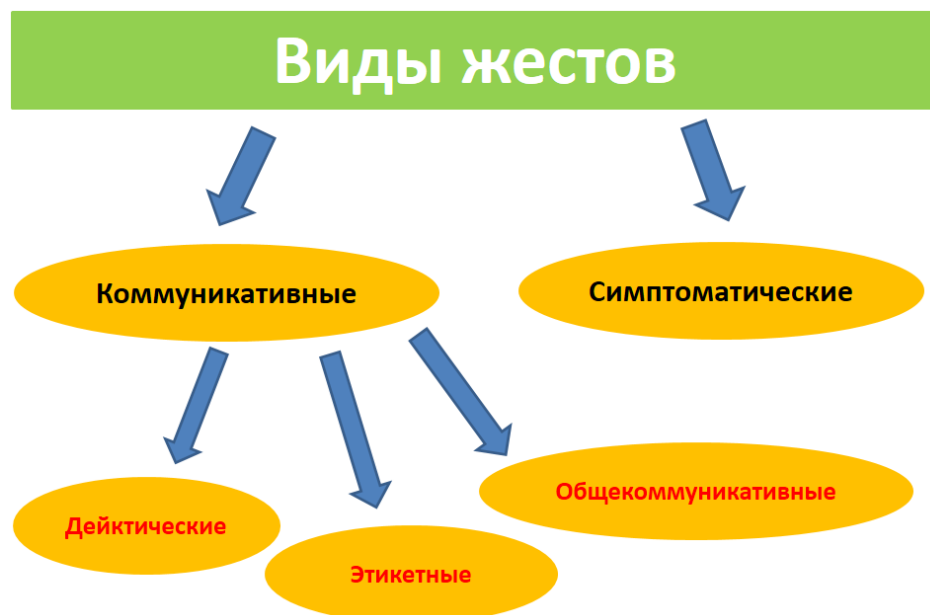 Виды жестов
Коммуникативные
Симптоматические
Дейктические
Этикетные
Общекоммуникативные